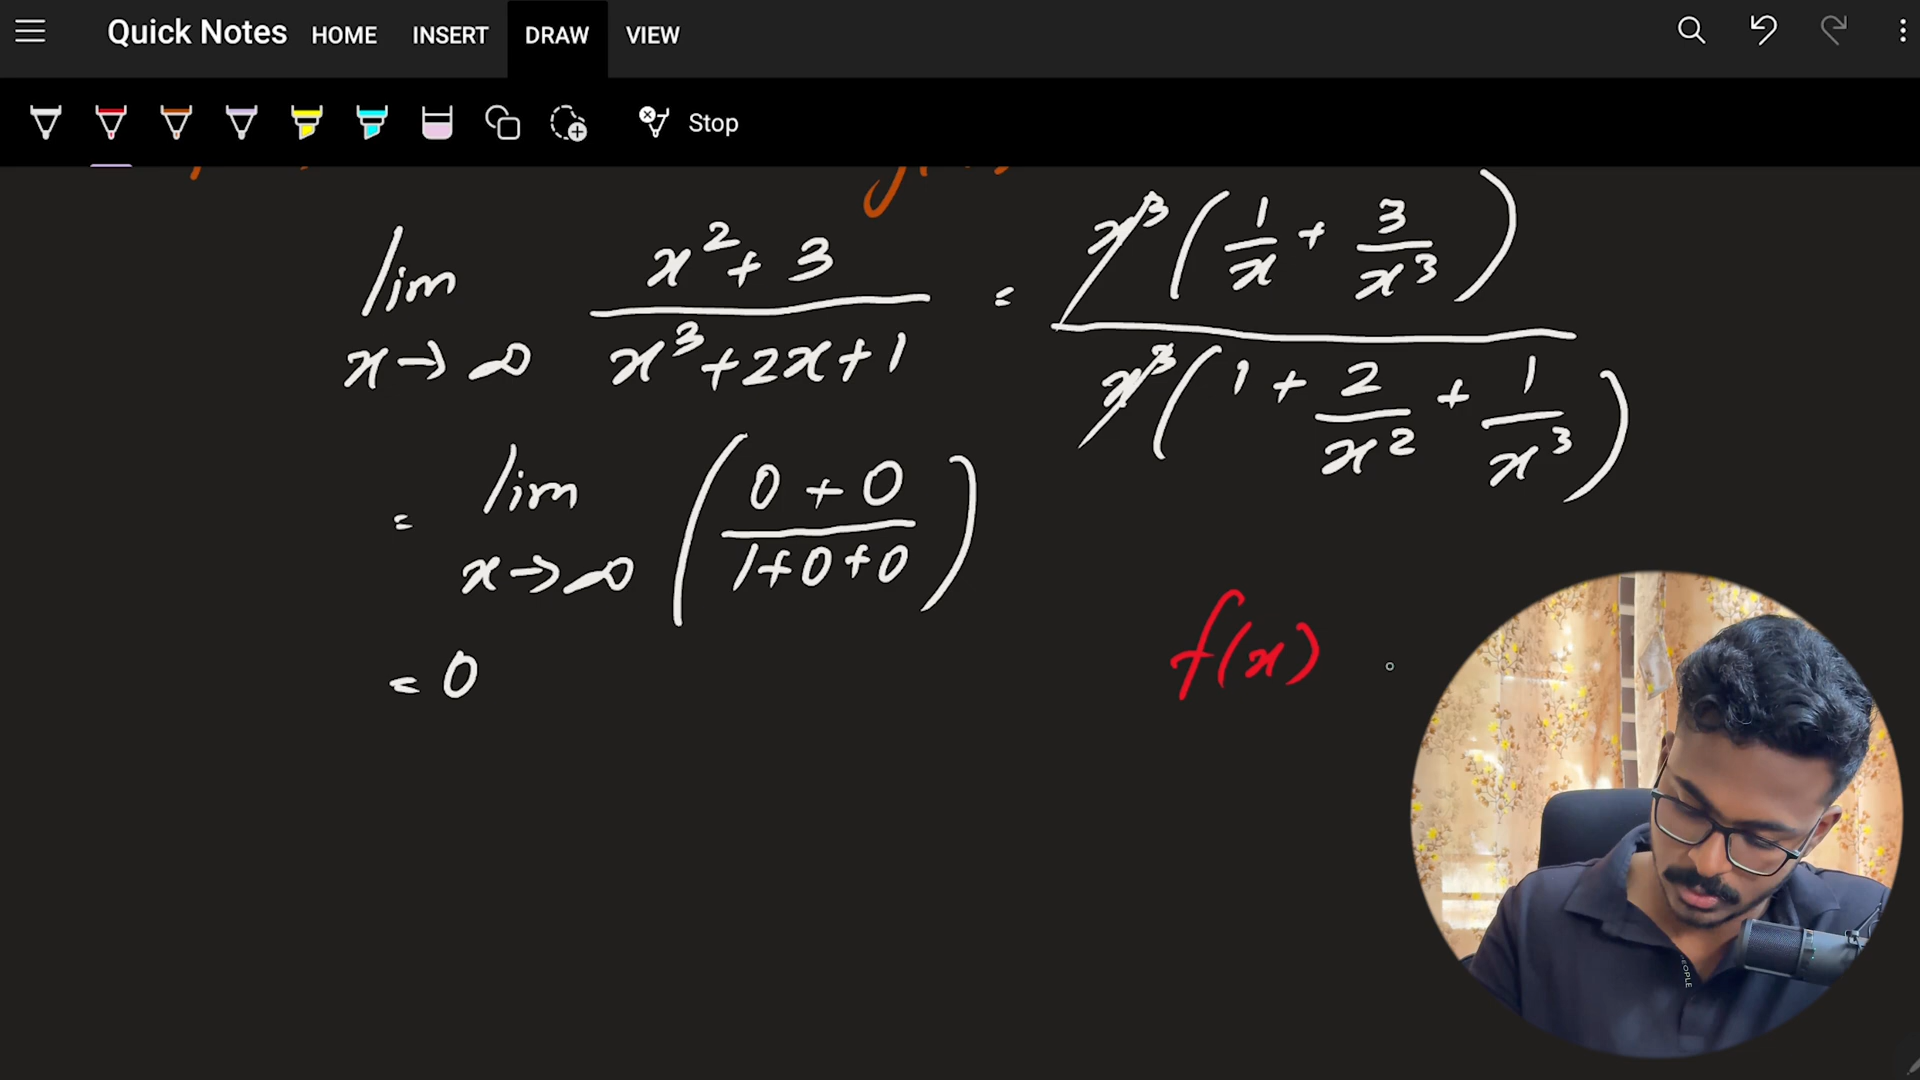 Quick Notes HOME INSERT DRAW VIEW
Stop
lim x→∞ (x² + 3)/(x³ + 2x + 1) = x³(1/x + 3/x³)/x³(1 + 2/x² + 1/x³)
= lim x→∞ ((0 + 0)/(1 + 0 + 0))
f(x)
= 0
PEOPLE